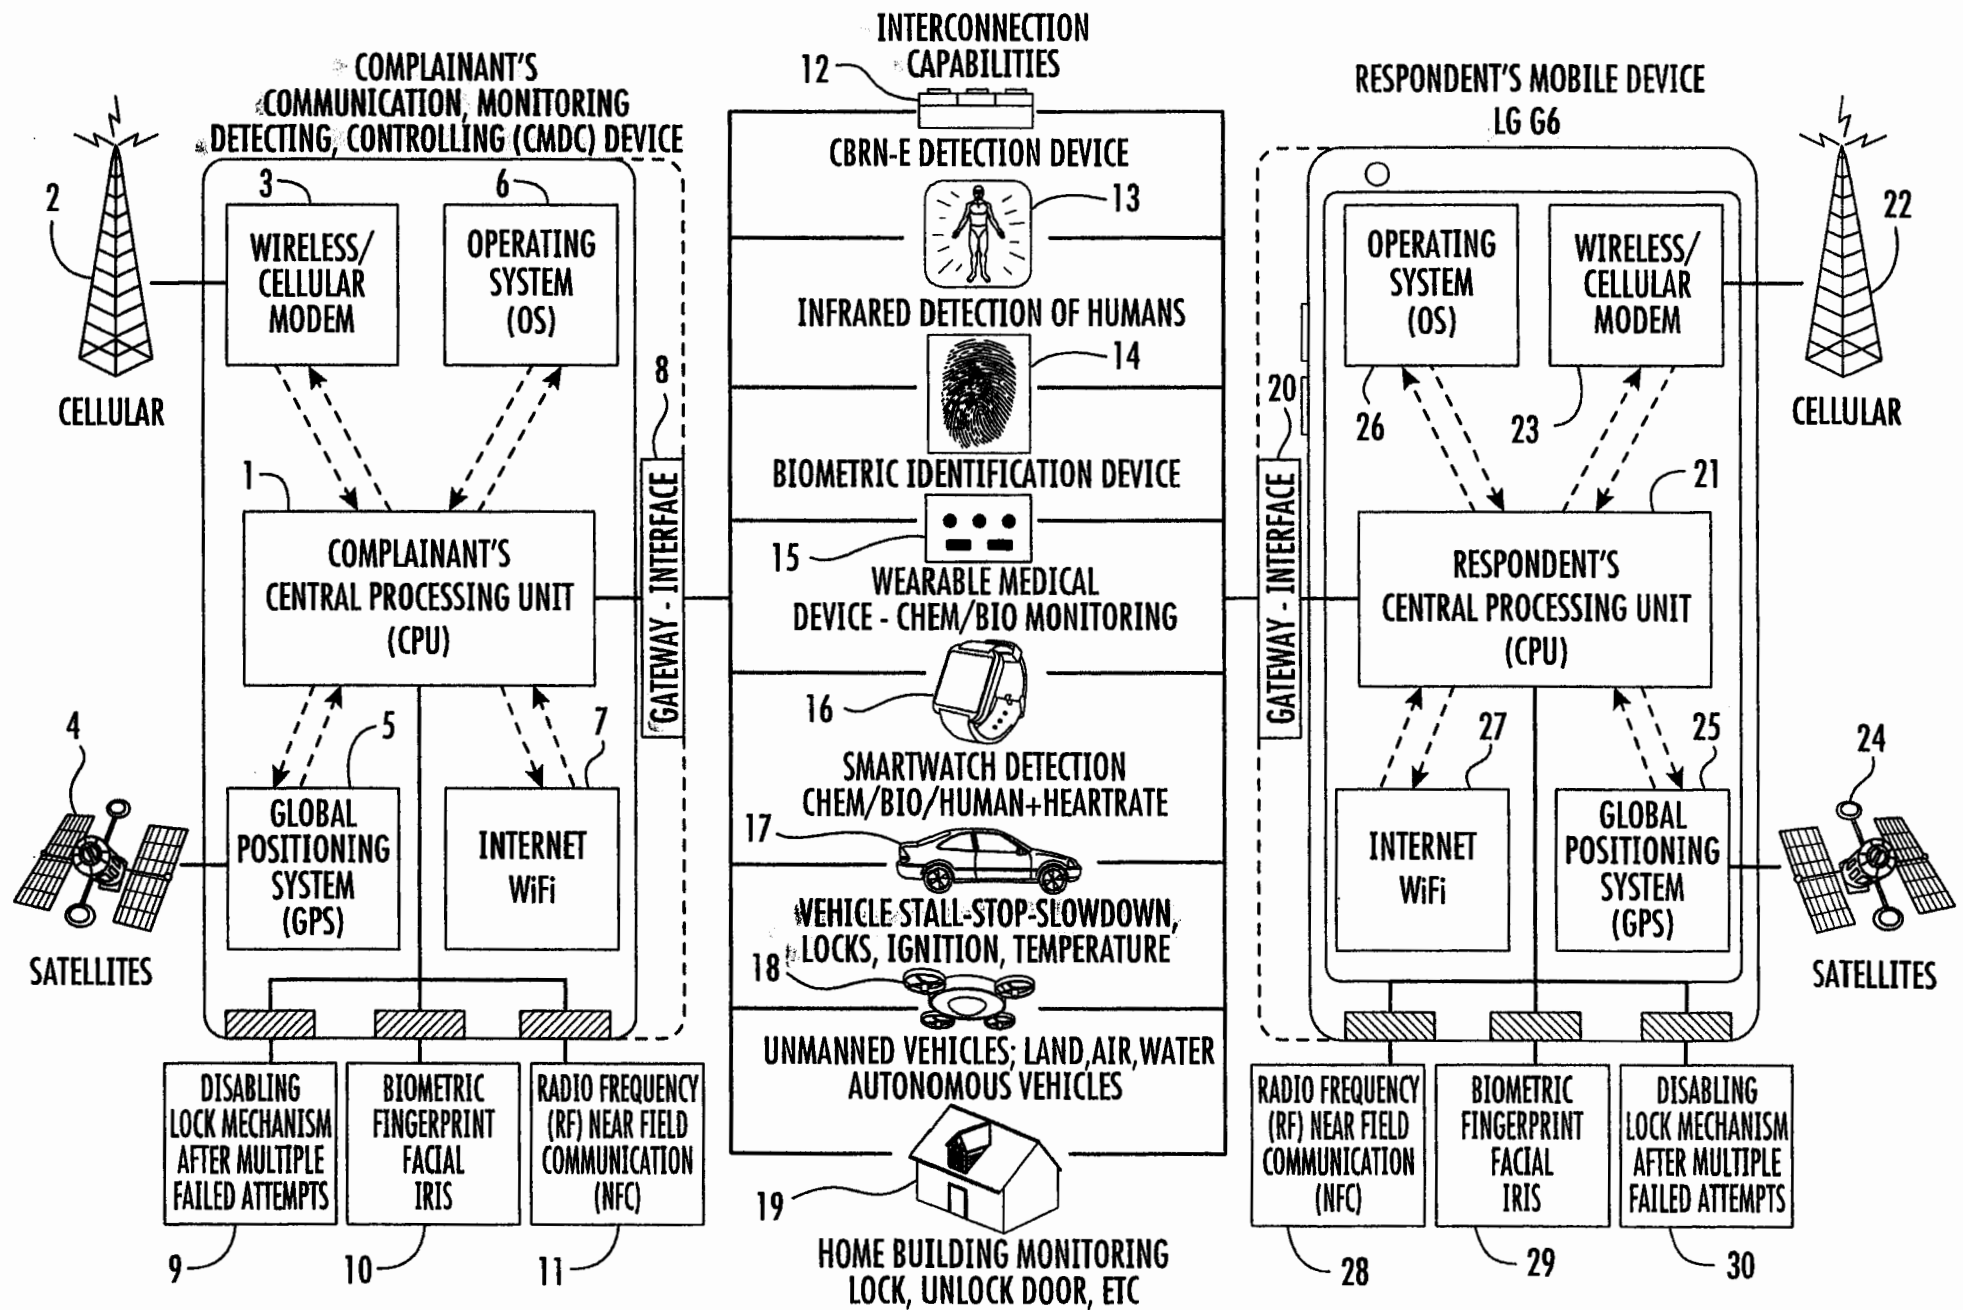 COMPLAINANT'S
COMMUNICATION, MONITORING
DETECTING, CONTROLLING (CMDC) DEVICE
2
CELLULAR
3
WIRELESS/
CELLULAR
MODEM
6
OPERATING
SYSTEM
(OS)
8
GATEWAY - INTERFACE
1
COMPLAINANT'S
CENTRAL PROCESSING UNIT
(CPU)
4
SATELLITES
5
GLOBAL
POSITIONING
SYSTEM
(GPS)
7
INTERNET
WiFi
DISABLING
LOCK MECHANISM
AFTER MULTIPLE
FAILED ATTEMPTS
9
BIOMETRIC
FINGERPRINT
FACIAL
IRIS
10
RADIO FREQUENCY
(RF) NEAR FIELD
COMMUNICATION
(NFC)
11
INTERCONNECTION
CAPABILITIES
12
CBRN-E DETECTION DEVICE
13
INFRARED DETECTION OF HUMANS
14
BIOMETRIC IDENTIFICATION DEVICE
15
WEARABLE MEDICAL
DEVICE - CHEM/BIO MONITORING
16
SMARTWATCH DETECTION
CHEM/BIO/HUMAN+HEARTRATE
17
VEHICLE STALL-STOP-SLOWDOWN,
LOCKS, IGNITION, TEMPERATURE
18
UNMANNED VEHICLES; LAND,AIR,WATER
AUTONOMOUS VEHICLES
19
HOME BUILDING MONITORING
LOCK, UNLOCK DOOR, ETC
RESPONDENT'S MOBILE DEVICE
LG G6
20
GATEWAY - INTERFACE
OPERATING
SYSTEM
(OS)
26
WIRELESS/
CELLULAR
MODEM
23
22
CELLULAR
21
RESPONDENT'S
CENTRAL PROCESSING UNIT
(CPU)
27
INTERNET
WiFi
25
GLOBAL
POSITIONING
SYSTEM
(GPS)
24
SATELLITES
RADIO FREQUENCY
(RF) NEAR FIELD
COMMUNICATION
(NFC)
28
BIOMETRIC
FINGERPRINT
FACIAL
IRIS
29
DISABLING
LOCK MECHANISM
AFTER MULTIPLE
FAILED ATTEMPTS
30